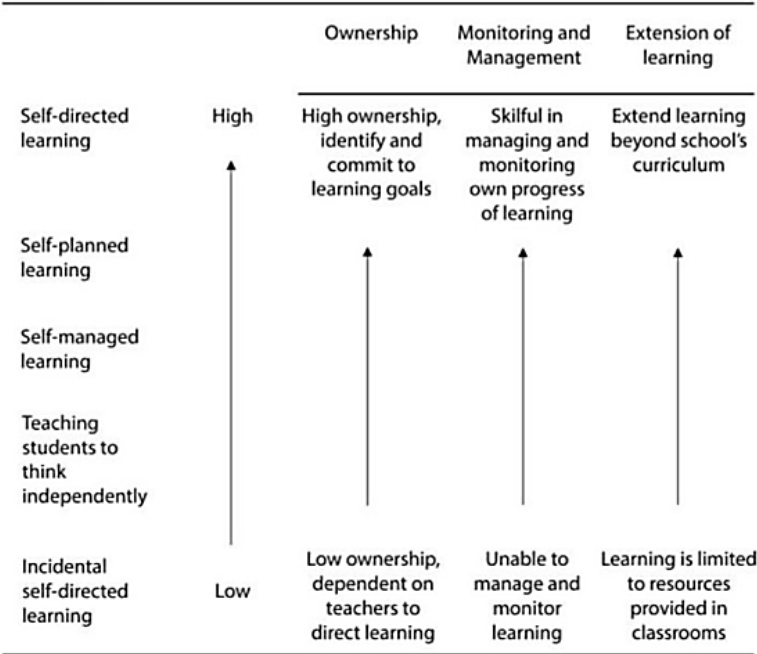 Ownership
Monitoring and
Management
Extension of
learning
Self-directed
learning
High
High ownership,
identify and
commit to
learning goals
Skilful in
managing and
monitoring
own progress
of learning
Extend learning
beyond school's
curriculum
Self-planned
learning
Self-managed
learning
Teaching
students to
think
independently
Incidental
self-directed
learning
Low
Low ownership,
dependent on
teachers to
direct learning
Unable to
manage and
monitor
learning
Learning is limited
to resources
provided in
classrooms